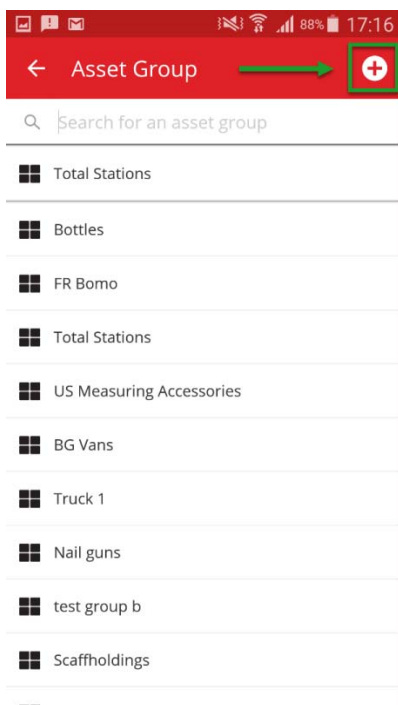 88% 17:16
Asset Group
Search for an asset group
Total Stations
Bottles
FR Bomo
Total Stations
US Measuring Accessories
BG Vans
Truck 1
Nail guns
test group b
Scaffholdings